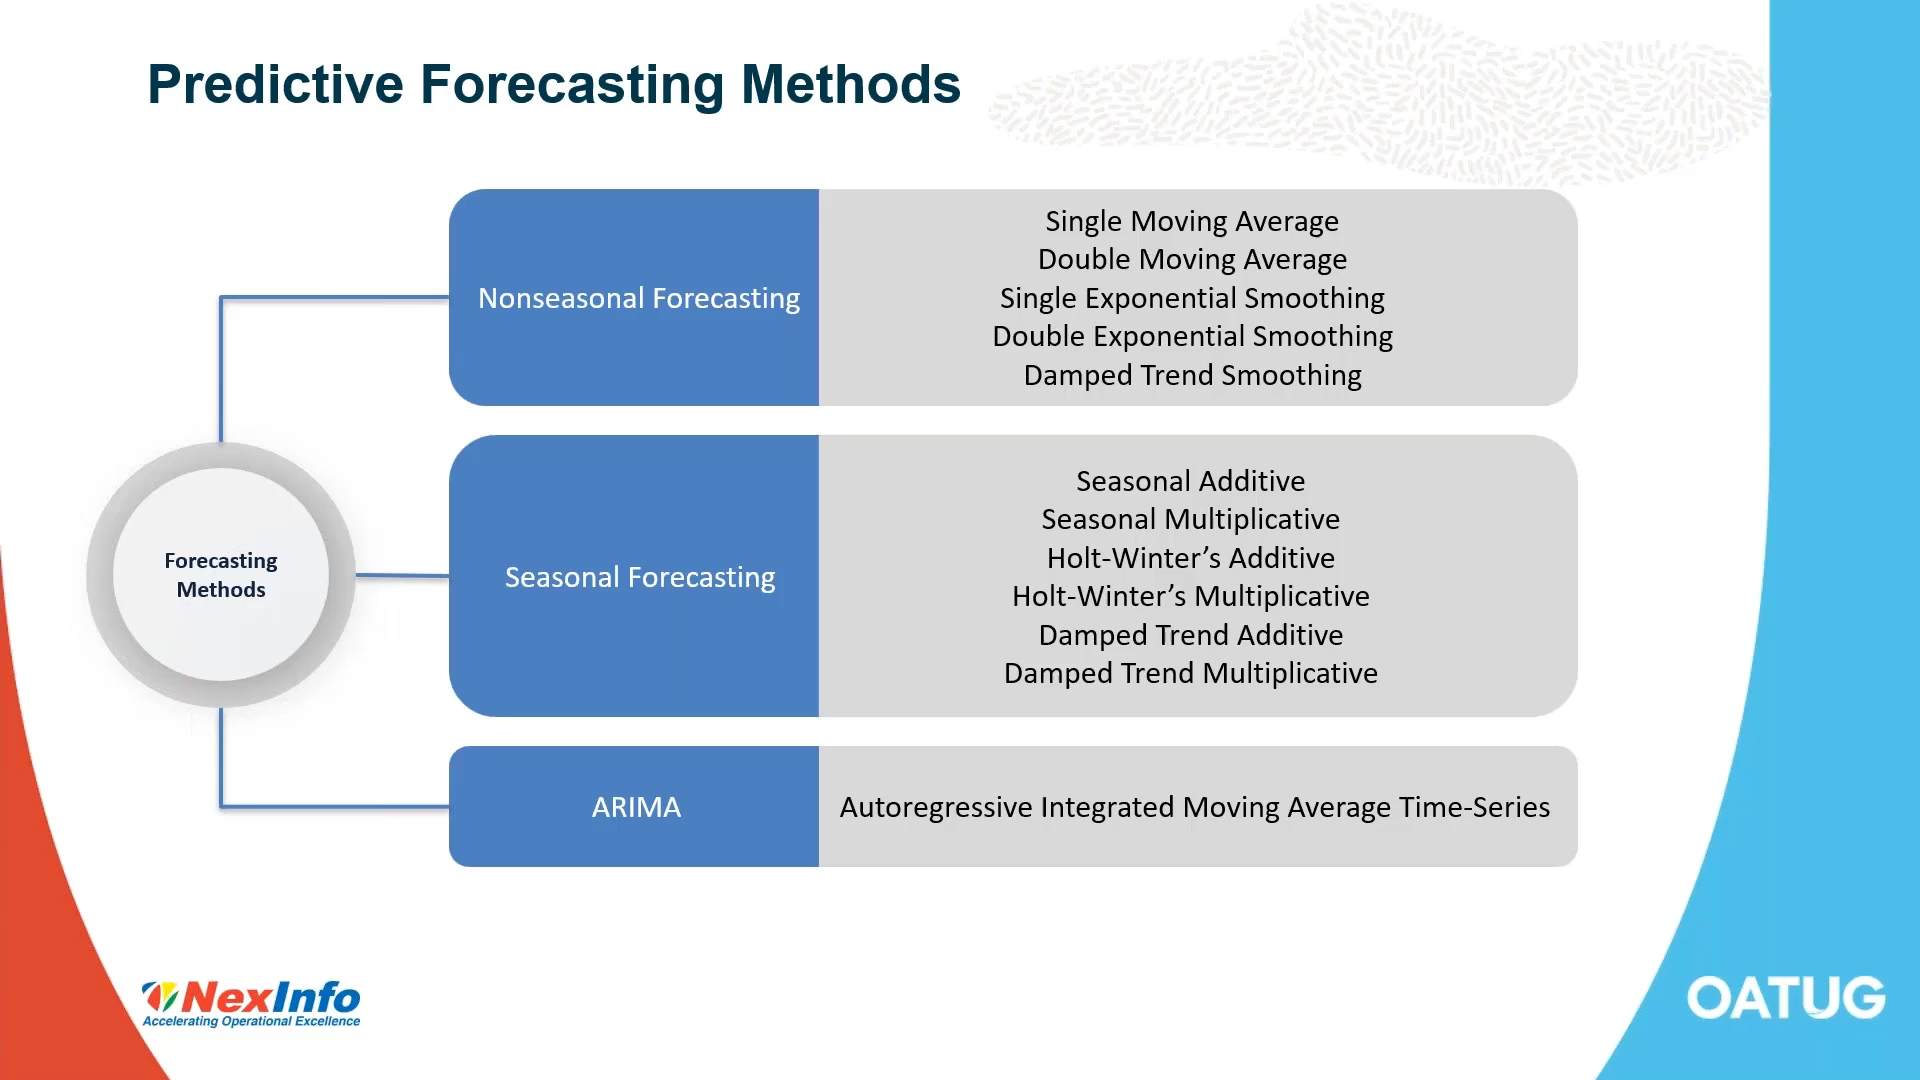 Predictive Forecasting Methods
Nonseasonal Forecasting
Single Moving Average
Double Moving Average
Single Exponential Smoothing
Double Exponential Smoothing
Damped Trend Smoothing
Forecasting
Methods
Seasonal Forecasting
Seasonal Additive
Seasonal Multiplicative
Holt-Winter’s Additive
Holt-Winter’s Multiplicative
Damped Trend Additive
Damped Trend Multiplicative
ARIMA
Autoregressive Integrated Moving Average Time-Series
NexInfo
Accelerating Operational Excellence
OATUG